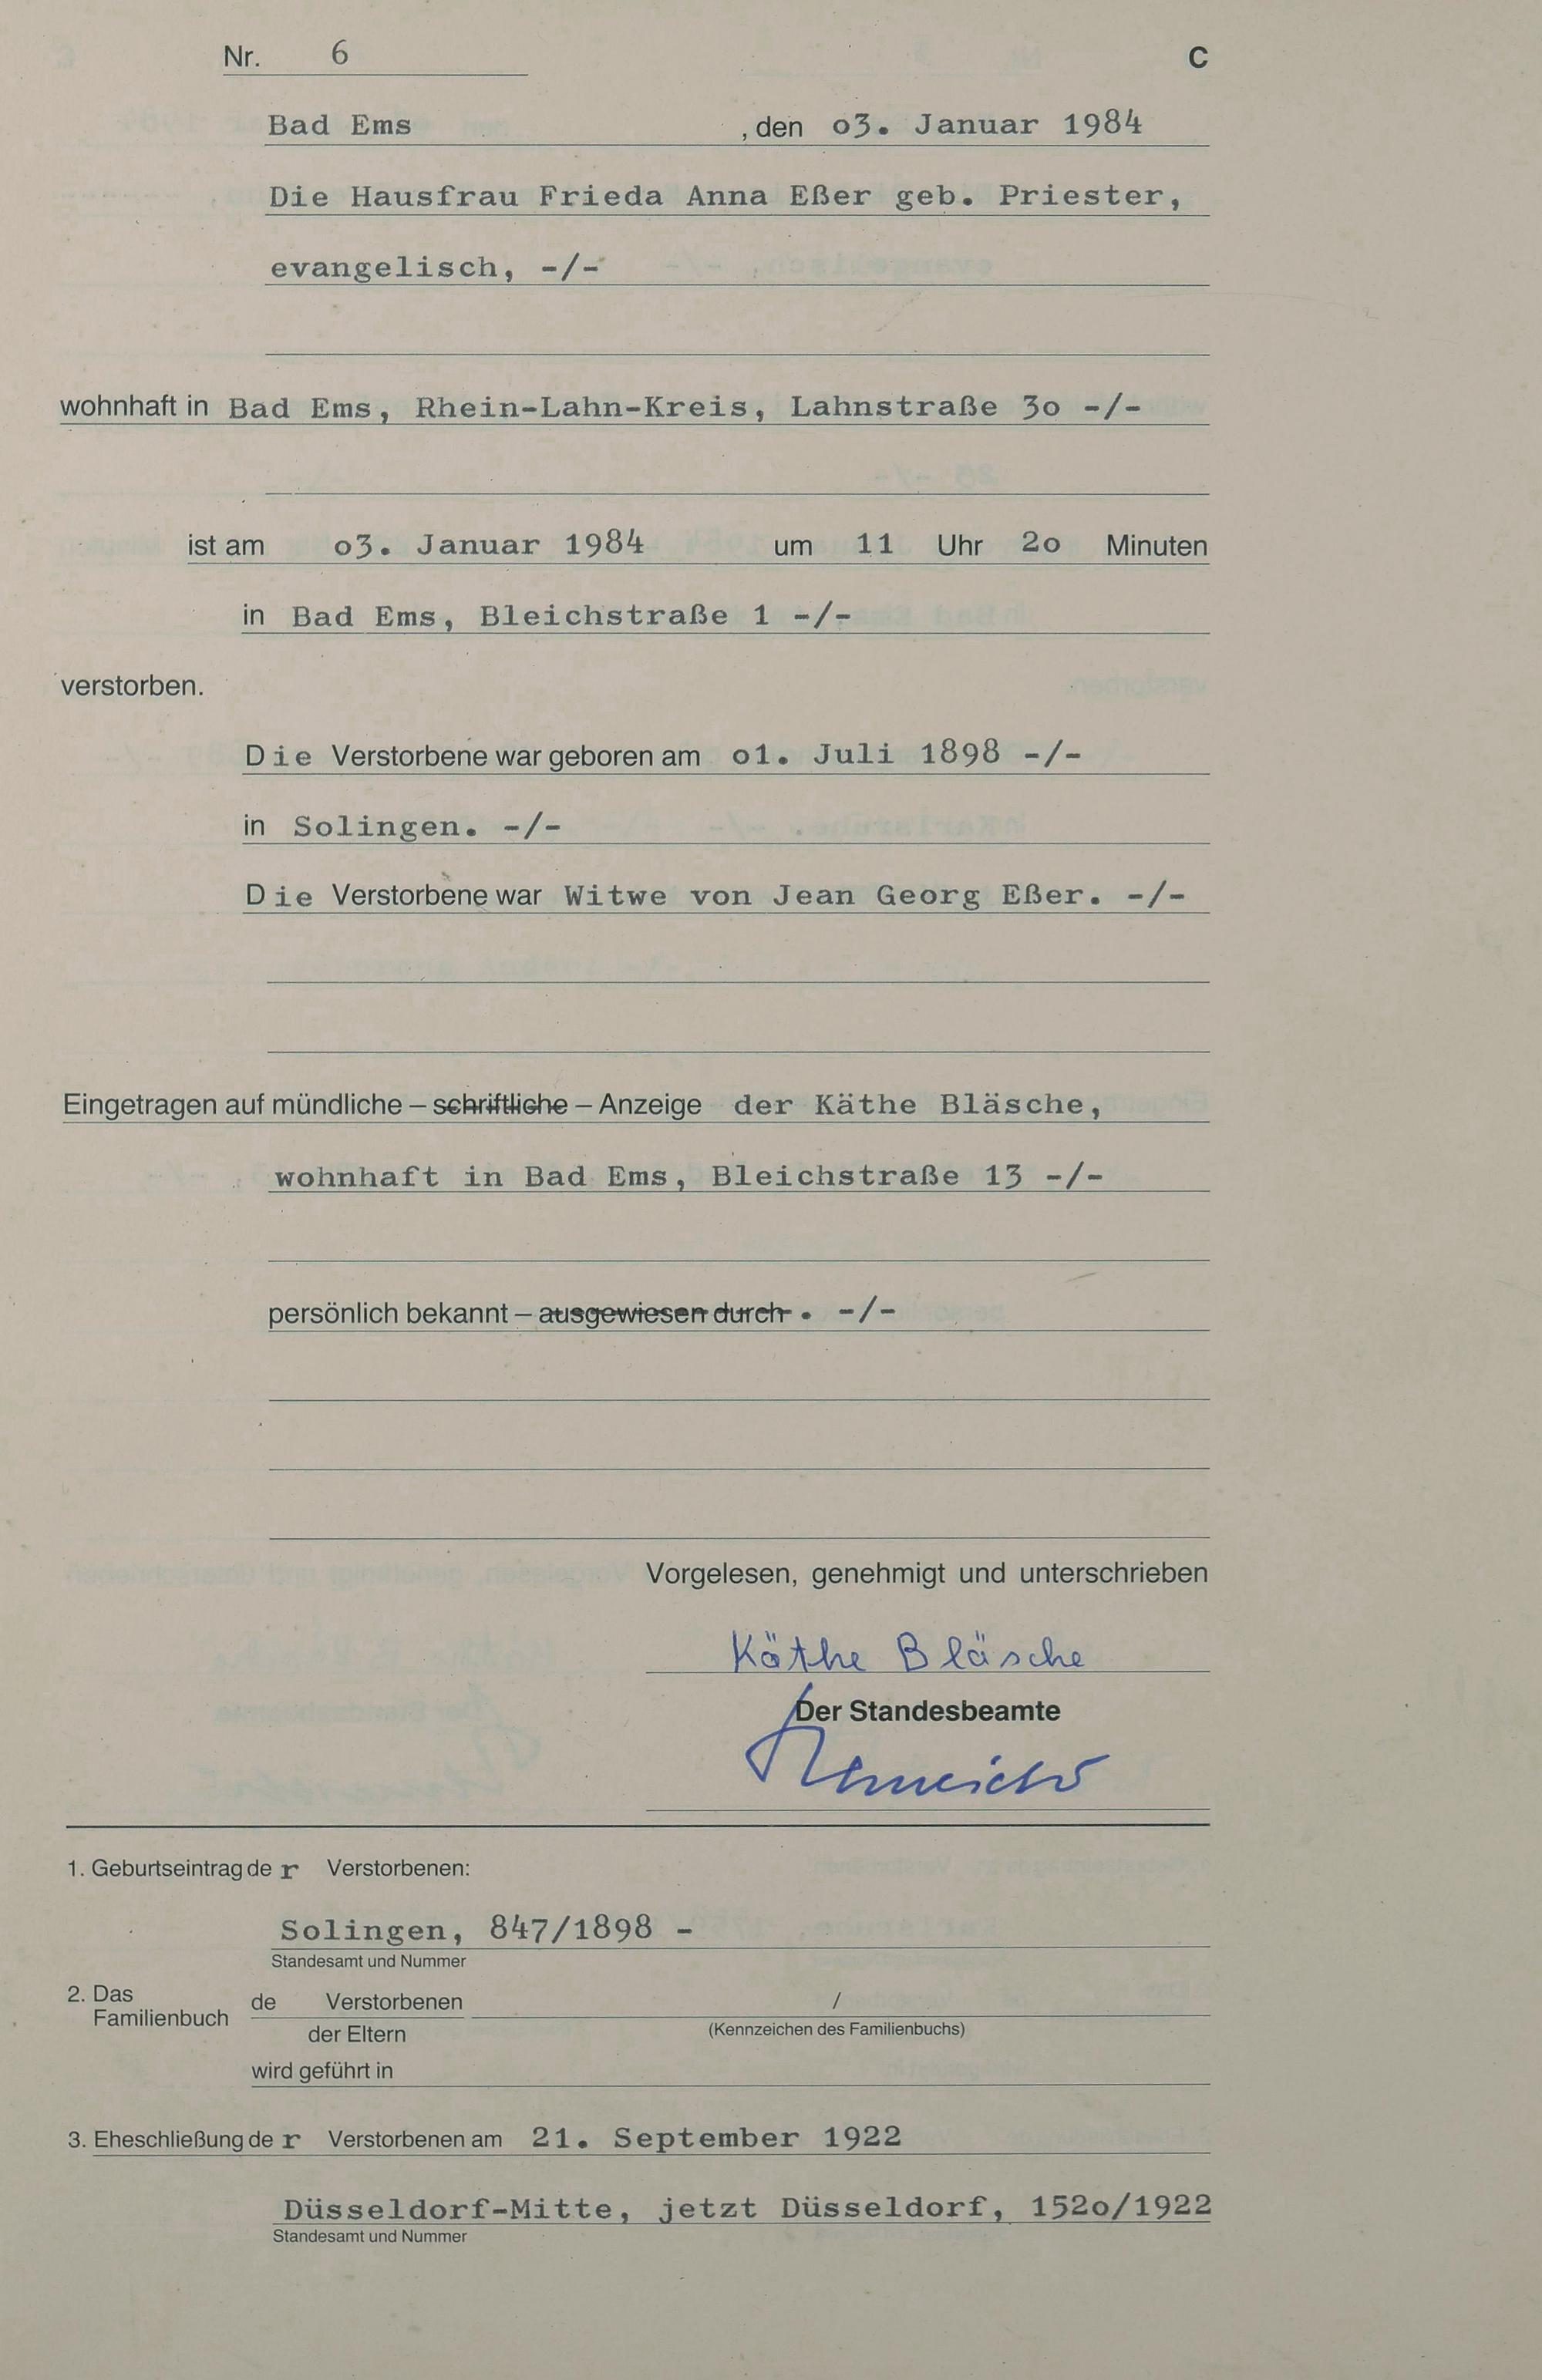 Nr. 6 C
Bad Ems , den o3. Januar 1984
Die Hausfrau Frieda Anna Eßer geb. Priester,
evangelisch, -/-
wohnhaft in Bad Ems, Rhein-Lahn-Kreis, Lahnstraße 3o -/-
ist am o3. Januar 1984 um 11 Uhr 2o Minuten
in Bad Ems, Bleichstraße 1 -/-
verstorben.
Die Verstorbene war geboren am o1. Juli 1898 -/-
in Solingen. -/-
Die Verstorbene war Witwe von Jean Georg Eßer. -/-
Eingetragen auf mündliche – schriftliche – Anzeige der Käthe Bläsche,
wohnhaft in Bad Ems, Bleichstraße 13 -/-
persönlich bekannt – ausgewiesen durch . -/-
Vorgelesen, genehmigt und unterschrieben
Käthe Bläsche
Der Standesbeamte
1. Geburtseintrag der Verstorbenen:
Solingen, 847/1898 -
Standesamt und Nummer
2. Das Familienbuch de Verstorbenen /
der Eltern (Kennzeichen des Familienbuchs)
wird geführt in
3. Eheschließung der Verstorbenen am 21. September 1922
Düsseldorf-Mitte, jetzt Düsseldorf, 152o/1922
Standesamt und Nummer